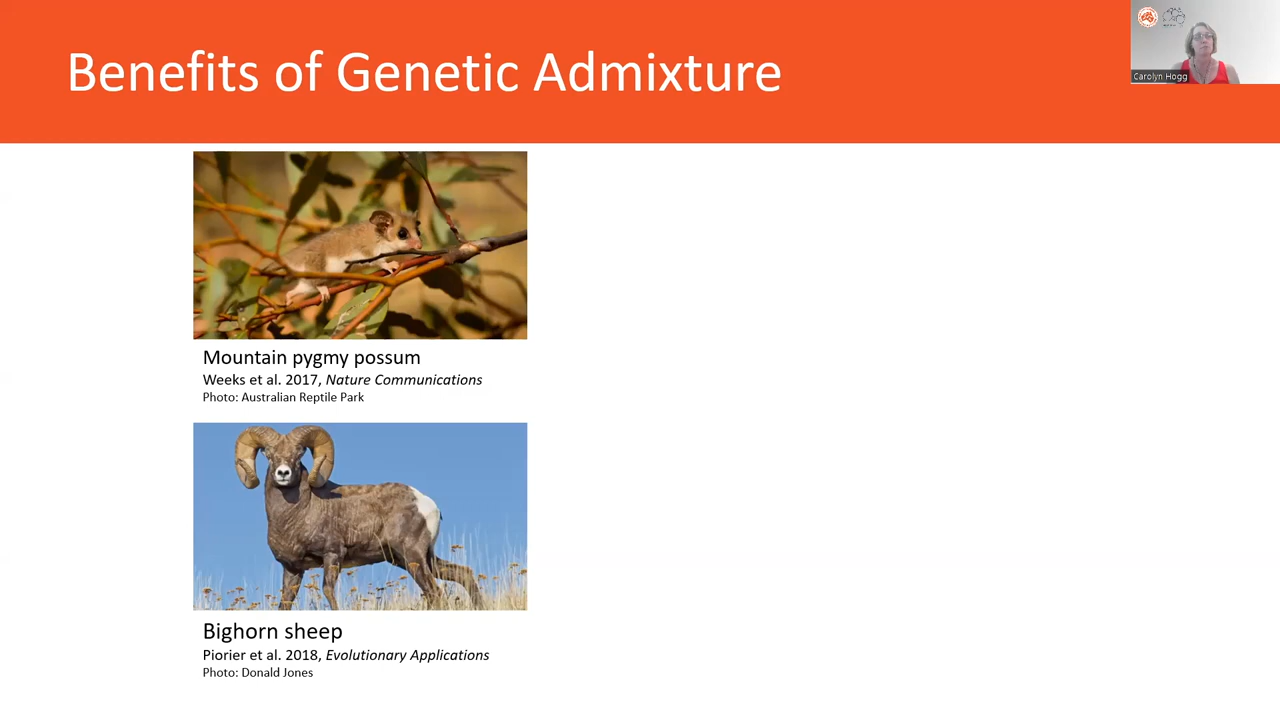 Benefits of Genetic Admixture
Carolyn Hogg
Mountain pygmy possum
Weeks et al. 2017, Nature Communications
Photo: Australian Reptile Park
Bighorn sheep
Piorier et al. 2018, Evolutionary Applications
Photo: Donald Jones